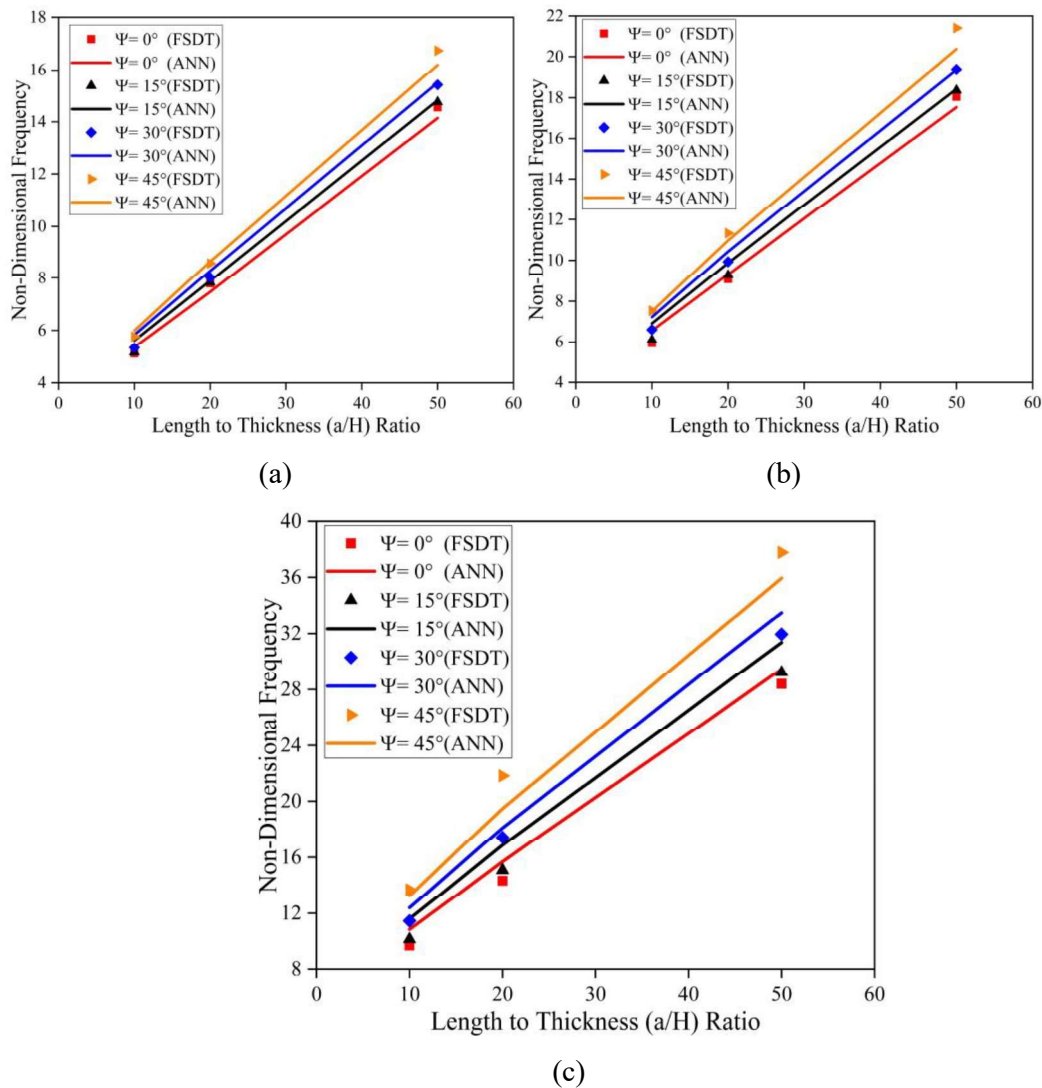 18
16
14
12
10
8
6
4
Non-Dimensional Frequency
Ψ= 0° (FSDT)
Ψ= 0° (ANN)
Ψ= 15°(FSDT)
Ψ= 15°(ANN)
Ψ= 30°(FSDT)
Ψ= 30°(ANN)
Ψ= 45°(FSDT)
Ψ= 45°(ANN)
0 10 20 30 40 50 60
Length to Thickness (a/H) Ratio
(a)
22
20
18
16
14
12
10
8
6
4
Non-Dimensional Frequency
Ψ= 0° (FSDT)
Ψ= 0° (ANN)
Ψ= 15°(FSDT)
Ψ= 15°(ANN)
Ψ= 30°(FSDT)
Ψ= 30°(ANN)
Ψ= 45°(FSDT)
Ψ= 45°(ANN)
0 10 20 30 40 50 60
Length to Thickness (a/H) Ratio
(b)
40
36
32
28
24
20
16
12
8
Non-Dimensional Frequency
Ψ= 0° (FSDT)
Ψ= 0° (ANN)
Ψ= 15°(FSDT)
Ψ= 15°(ANN)
Ψ= 30°(FSDT)
Ψ= 30°(ANN)
Ψ= 45°(FSDT)
Ψ= 45°(ANN)
0 10 20 30 40 50 60
Length to Thickness (a/H) Ratio
(c)